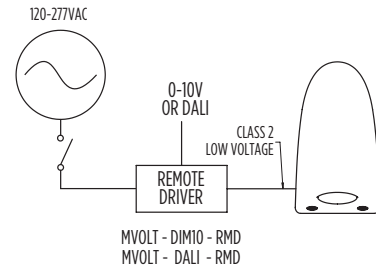 120-277VAC
0-10V
OR DALI
CLASS 2
LOW VOLTAGE
REMOTE
DRIVER
MVOLT - DIM10 - RMD
MVOLT - DALI - RMD